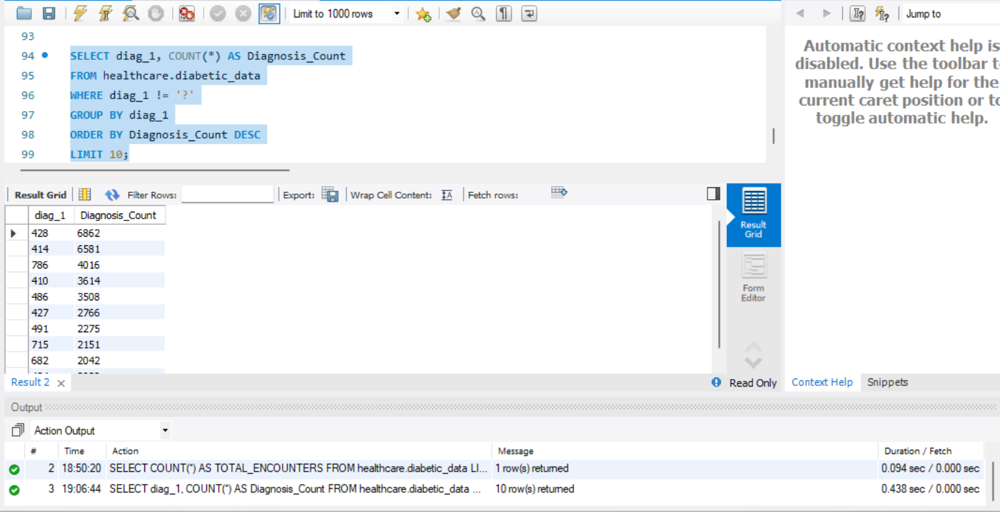 Limit to 1000 rows
Jump to
93
94 SELECT diag_1, COUNT(*) AS Diagnosis_Count
95 FROM healthcare.diabetic_data
96 WHERE diag_1 != '?'
97 GROUP BY diag_1
98 ORDER BY Diagnosis_Count DESC
99 LIMIT 10;
Automatic context help is
disabled. Use the toolbar to
manually get help for the
current caret position or to
toggle automatic help.
Result Grid Filter Rows: Export: Wrap Cell Content: Fetch rows:
diag_1 Diagnosis_Count
428 6862
414 6581
786 4016
410 3614
486 3508
427 2766
491 2275
715 2151
682 2042
Result
Grid
Form
Editor
Result 2
Read Only
Context Help Snippets
Output
Action Output
# Time Action Message Duration / Fetch
2 18:50:20 SELECT COUNT(*) AS TOTAL_ENCOUNTERS FROM healthcare.diabetic_data LI... 1 row(s) returned 0.094 sec / 0.000 sec
3 19:06:44 SELECT diag_1, COUNT(*) AS Diagnosis_Count FROM healthcare.diabetic_data ... 10 row(s) returned 0.438 sec / 0.000 sec